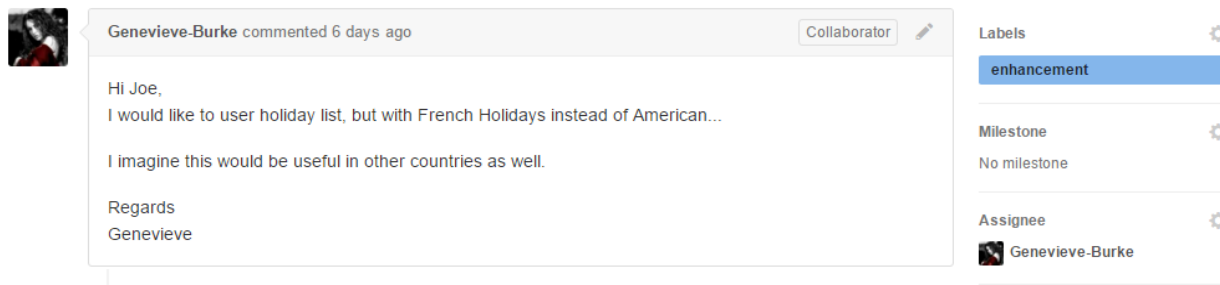 Genevieve-Burke commented 6 days ago
Collaborator
Hi Joe,
I would like to user holiday list, but with French Holidays instead of American...
I imagine this would be useful in other countries as well.
Regards
Genevieve
Labels
enhancement
Milestone
No milestone
Assignee
Genevieve-Burke